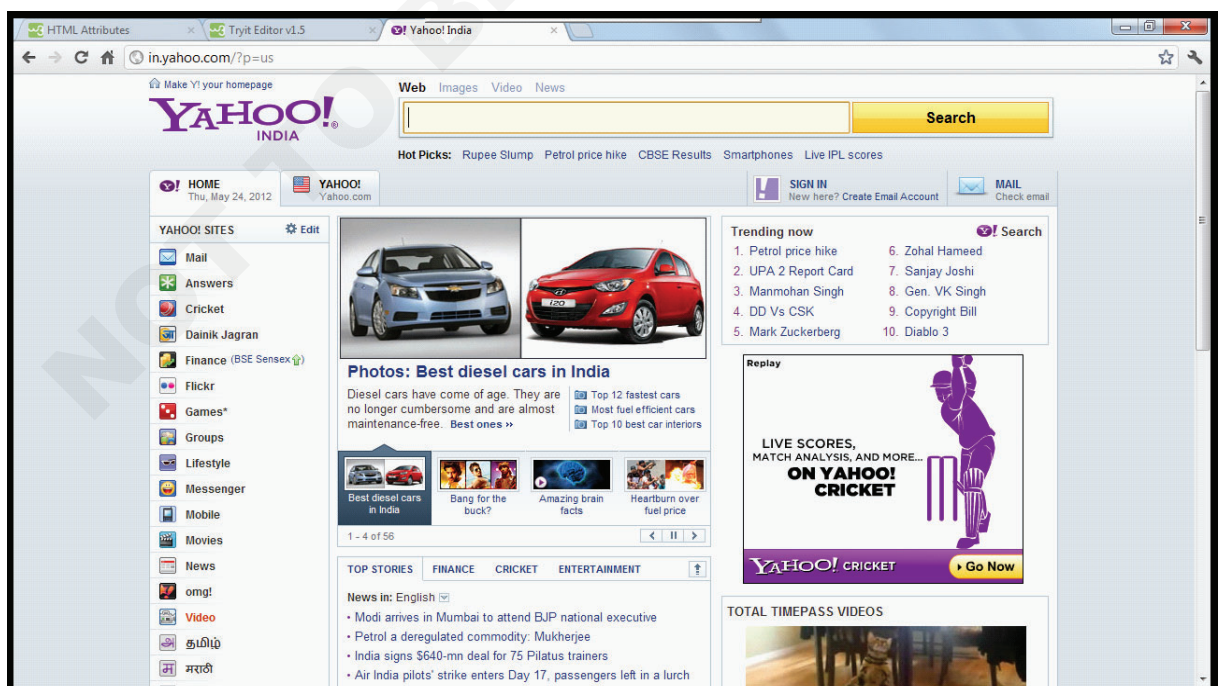 HTML Attributes
Tryit Editor v1.5
Yahoo! India
in.yahoo.com/?p=us
Make Y! your homepage
YAHOO!
INDIA
Web Images Video News
Search
Hot Picks: Rupee Slump Petrol price hike CBSE Results Smartphones Live IPL scores
HOME
Thu, May 24, 2012
YAHOO!
Yahoo.com
SIGN IN
New here? Create Email Account
MAIL
Check email
YAHOO! SITES
Edit
Mail
Answers
Cricket
Dainik Jagran
Finance (BSE Sensex)
Flickr
Games*
Groups
Lifestyle
Messenger
Mobile
Movies
News
omg!
Video
தமிழ்
मराठी
i20
Photos: Best diesel cars in India
Diesel cars have come of age. They are
no longer cumbersome and are almost
maintenance-free. Best ones »
Top 12 fastest cars
Most fuel efficient cars
Top 10 best car interiors
Best diesel cars
in India
Bang for the
buck?
Amazing brain
facts
Heartburn over
fuel price
1 - 4 of 56
TOP STORIES FINANCE CRICKET ENTERTAINMENT
News in: English
• Modi arrives in Mumbai to attend BJP national executive
• Petrol a deregulated commodity: Mukherjee
• India signs $640-mn deal for 75 Pilatus trainers
• Air India pilots' strike enters Day 17, passengers left in a lurch
Trending now
Y! Search
1. Petrol price hike
2. UPA 2 Report Card
3. Manmohan Singh
4. DD Vs CSK
5. Mark Zuckerberg
6. Zohal Hameed
7. Sanjay Joshi
8. Gen. VK Singh
9. Copyright Bill
10. Diablo 3
Replay
LIVE SCORES,
MATCH ANALYSIS, AND MORE...
ON YAHOO!
CRICKET
YAHOO! CRICKET
Go Now
TOTAL TIMEPASS VIDEOS
NOT TO B